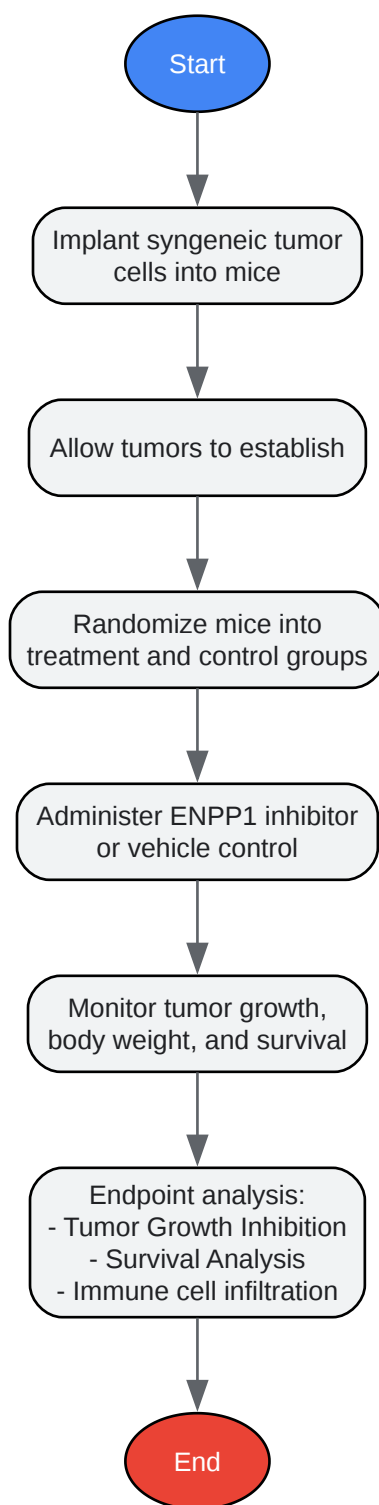 Start
Implant syngeneic tumor
cells into mice
Allow tumors to establish
Randomize mice into
treatment and control groups
Administer ENPP1 inhibitor
or vehicle control
Monitor tumor growth,
body weight, and survival
Endpoint analysis:
- Tumor Growth Inhibition
- Survival Analysis
- Immune cell infiltration
End